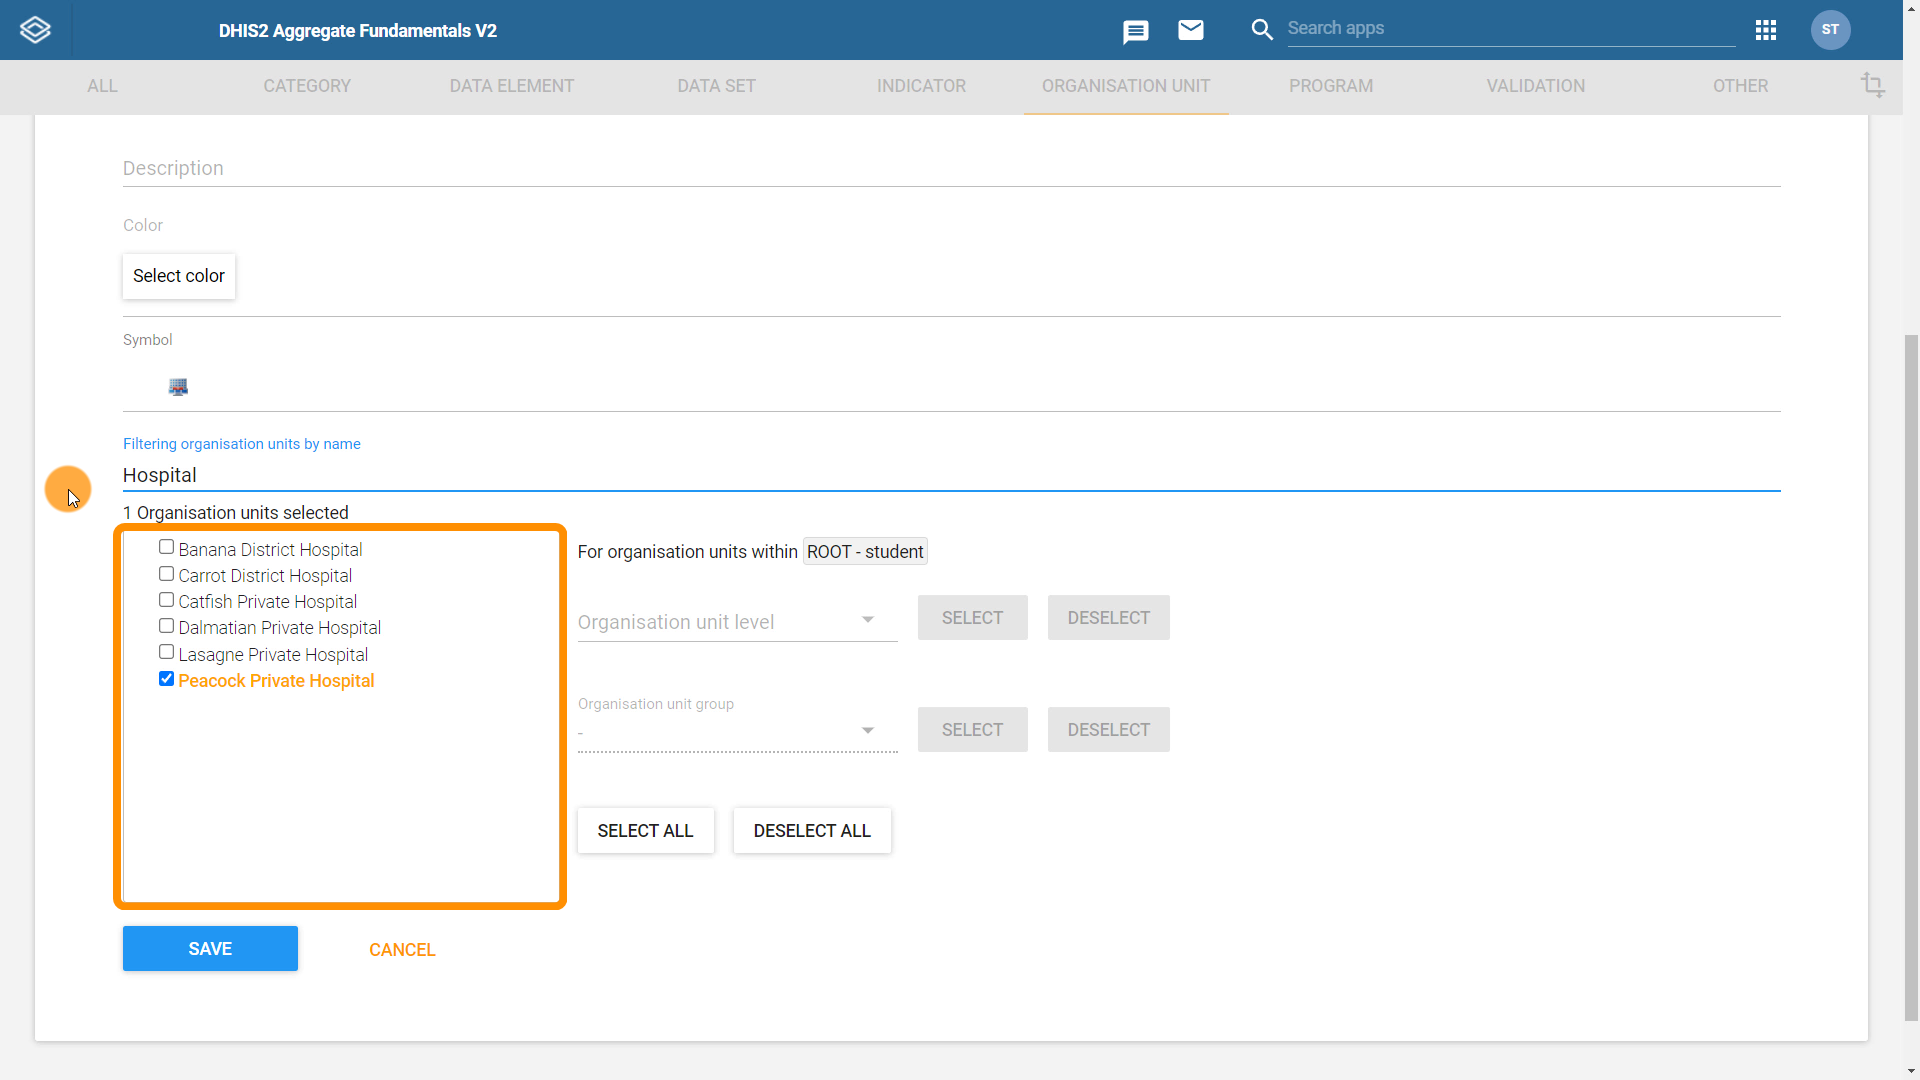 DHIS2 Aggregate Fundamentals V2
Search apps
ST
ALL
CATEGORY
DATA ELEMENT
DATA SET
INDICATOR
ORGANISATION UNIT
PROGRAM
VALIDATION
OTHER
Description
Color
Select color
Symbol
Filtering organisation units by name
Hospital
1 Organisation units selected
Banana District Hospital
Carrot District Hospital
Catfish Private Hospital
Dalmatian Private Hospital
Lasagne Private Hospital
Peacock Private Hospital
For organisation units within ROOT - student
Organisation unit level
SELECT
DESELECT
Organisation unit group
-
SELECT
DESELECT
SELECT ALL
DESELECT ALL
SAVE
CANCEL